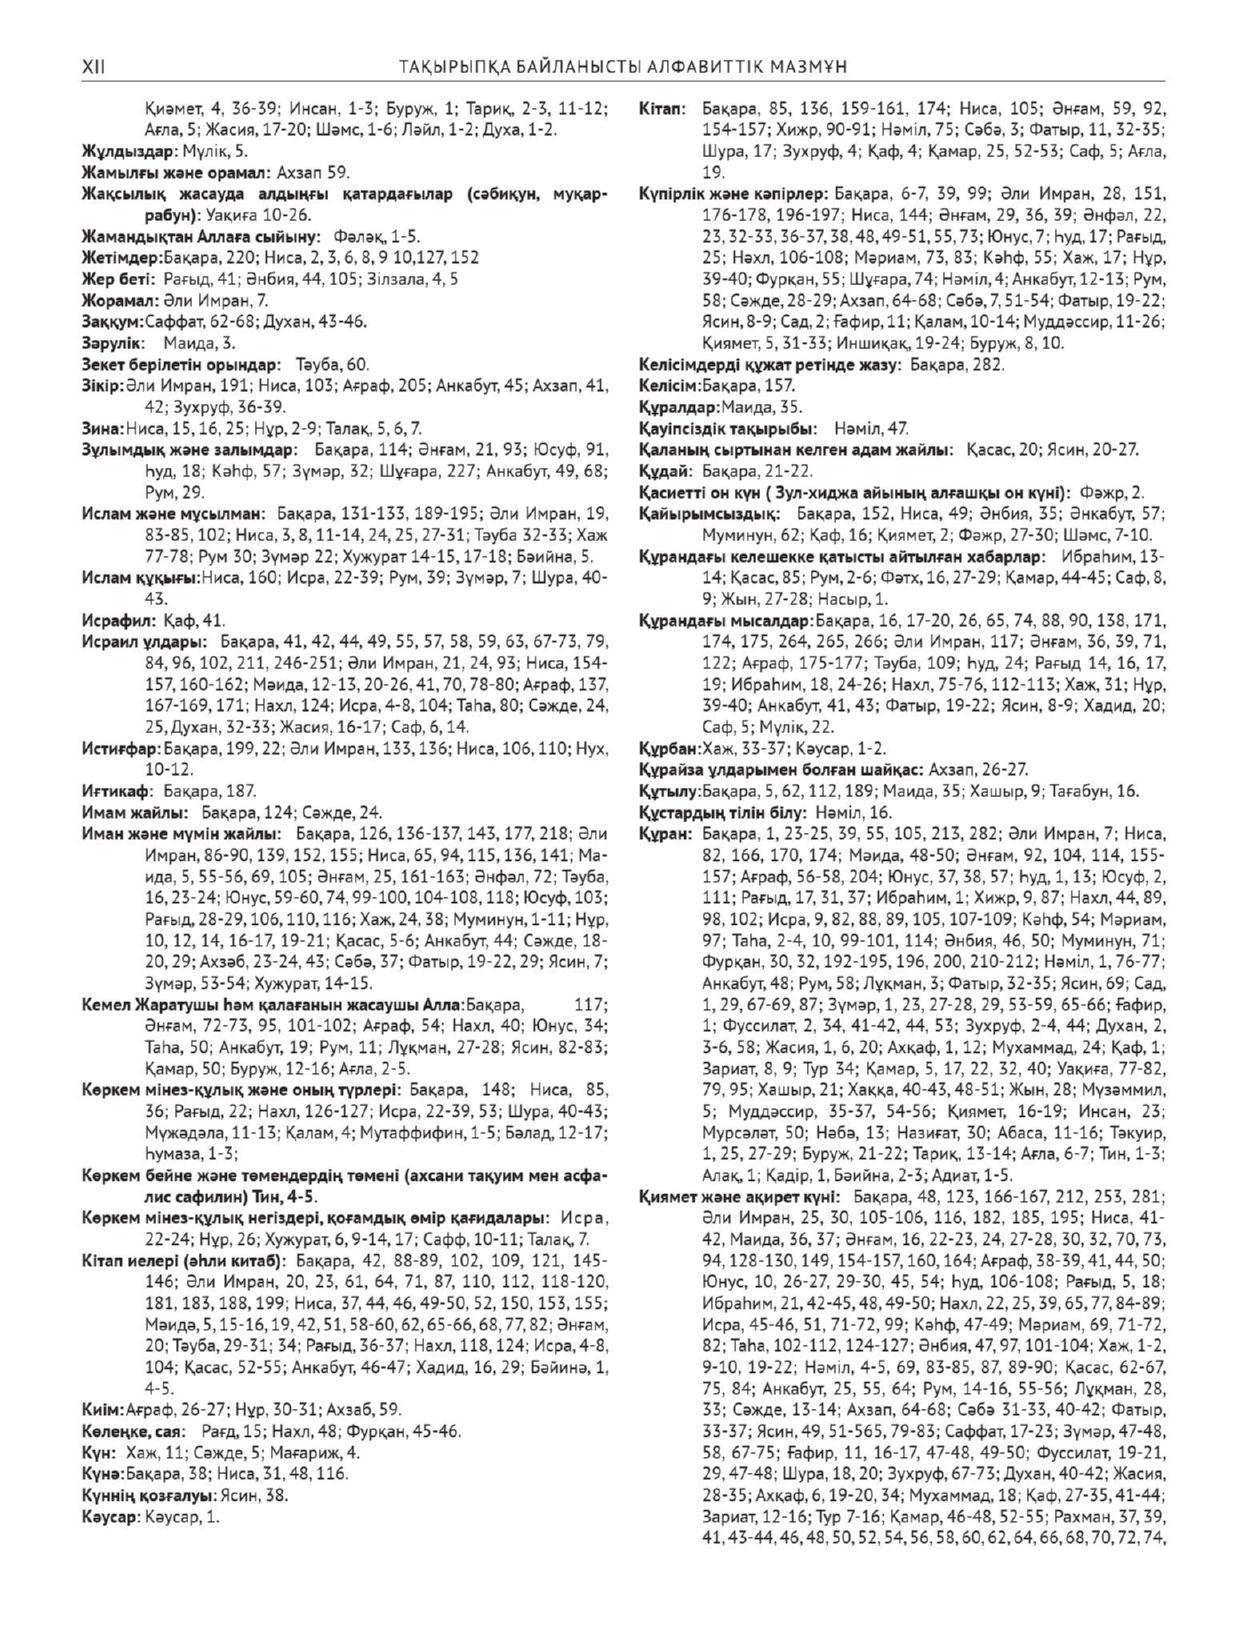 XII
ТАҚЫРЫПҚА БАЙЛАНЫСТЫ АЛФАВИТТІК МАЗМҰН
Қиәмет, 4, 36-39; Инсан, 1-3; Буруж, 1; Тариқ, 2-3, 11-12;
Ағла, 5; Жасия, 17-20; Шәмс, 1-6; Ләйл, 1-2; Духа, 1-2.
Жұлдыздар: Мүлік, 5.
Жамылғы және орамал: Ахзап 59.
Жақсылық жасауда алдыңғы қатардағылар (сәбиқун, муқар-
рабун): Уақиға 10-26.
Жамандықтан Аллаға сыйыну: Фәләқ, 1-5.
Жетімдер:Бақара, 220; Ниса, 2, 3, 6, 8, 9 10,127, 152
Жер беті: Рағыд, 41; Әнбия, 44, 105; Зілзала, 4, 5
Жорамал: Әли Имран, 7.
Заққум:Саффат, 62-68; Духан, 43-46.
Зәрулік: Маида, 3.
Зекет берілетін орындар: Тәуба, 60.
Зікір:Әли Имран, 191; Ниса, 103; Ағраф, 205; Анкабут, 45; Ахзап, 41,
42; Зухруф, 36-39.
Зина:Ниса, 15, 16, 25; Нұр, 2-9; Талақ, 5, 6, 7.
Зұлымдық және залымдар: Бақара, 114; Әнғам, 21, 93; Юсуф, 91,
һуд, 18; Кәһф, 57; Зүмәр, 32; Шұғара, 227; Анкабут, 49, 68;
Рум, 29.
Ислам және мұсылман: Бақара, 131-133, 189-195; Әли Имран, 19,
83-85, 102; Ниса, 3, 8, 11-14, 24, 25, 27-31; Тәуба 32-33; Хаж
77-78; Рум 30; Зүмәр 22; Хужурат 14-15, 17-18; Бәийна, 5.
Ислам құқығы:Ниса, 160; Исра, 22-39; Рум, 39; Зүмәр, 7; Шура, 40-
43.
Исрафил: Қаф, 41.
Исраил ұлдары: Бақара, 41, 42, 44, 49, 55, 57, 58, 59, 63, 67-73, 79,
84, 96, 102, 211, 246-251; Әли Имран, 21, 24, 93; Ниса, 154-
157, 160-162; Мәида, 12-13, 20-26, 41, 70, 78-80; Ағраф, 137,
167-169, 171; Нахл, 124; Исра, 4-8, 104; Таһа, 80; Сәжде, 24,
25, Духан, 32-33; Жасия, 16-17; Саф, 6, 14.
Истиғфар:Бақара, 199, 22; Әли Имран, 133, 136; Ниса, 106, 110; Нух,
10-12.
Иғтикаф: Бақара, 187.
Имам жайлы: Бақара, 124; Сәжде, 24.
Иман және мүмін жайлы: Бақара, 126, 136-137, 143, 177, 218; Әли
Имран, 86-90, 139, 152, 155; Ниса, 65, 94, 115, 136, 141; Ма-
ида, 5, 55-56, 69, 105; Әнғам, 25, 161-163; Әнфәл, 72; Тәуба,
16, 23-24; Юнус, 59-60, 74, 99-100, 104-108, 118; Юсуф, 103;
Рағыд, 28-29, 106, 110, 116; Хаж, 24, 38; Муминун, 1-11; Нұр,
10, 12, 14, 16-17, 19-21; Қасас, 5-6; Анкабут, 44; Сәжде, 18-
20, 29; Ахзәб, 23-24, 43; Сәбә, 37; Фатыр, 19-22, 29; Ясин, 7;
Зүмәр, 53-54; Хужурат, 14-15.
Кемел Жаратушы һәм қалағанын жасаушы Алла:Бақара, 117;
Әнғам, 72-73, 95, 101-102; Ағраф, 54; Нахл, 40; Юнус, 34;
Таһа, 50; Анкабут, 19; Рум, 11; Лұқман, 27-28; Ясин, 82-83;
Қамар, 50; Буруж, 12-16; Ағла, 2-5.
Көркем мінез-құлық және оның түрлері: Бақара, 148; Ниса, 85,
36; Рағыд, 22; Нахл, 126-127; Исра, 22-39, 53; Шура, 40-43;
Мүжәдәла, 11-13; Қалам, 4; Мутаффифин, 1-5; Бәлад, 12-17;
һумаза, 1-3;
Көркем бейне және төмендердің төмені (ахсани тақуим мен асфа-
лис сафилин) Тин, 4-5.
Көркем мінез-құлық негіздері, қоғамдық өмір қағидалары: Исра,
22-24; Нұр, 26; Хужурат, 6, 9-14, 17; Сафф, 10-11; Талақ, 7.
Кітап иелері (әһли китаб): Бақара, 42, 88-89, 102, 109, 121, 145-
146; Әли Имран, 20, 23, 61, 64, 71, 87, 110, 112, 118-120,
181, 183, 188, 199; Ниса, 37, 44, 46, 49-50, 52, 150, 153, 155;
Мәидә, 5, 15-16, 19, 42, 51, 58-60, 62, 65-66, 68, 77, 82; Әнғам,
20; Тәуба, 29-31; 34; Рағыд, 36-37; Нахл, 118, 124; Исра, 4-8,
104; Қасас, 52-55; Анкабут, 46-47; Хадид, 16, 29; Бәйинә, 1,
4-5.
Киім:Ағраф, 26-27; Нұр, 30-31; Ахзаб, 59.
Көлеңке, сая: Рағд, 15; Нахл, 48; Фурқан, 45-46.
Күн: Хаж, 11; Сәжде, 5; Мағариж, 4.
Күнә:Бақара, 38; Ниса, 31, 48, 116.
Күннің қозғалуы: Ясин, 38.
Кәусар: Кәусар, 1.
Кітап: Бақара, 85, 136, 159-161, 174; Ниса, 105; Әнғам, 59, 92,
154-157; Хижр, 90-91; Нәміл, 75; Сәбә, 3; Фатыр, 11, 32-35;
Шура, 17; Зухруф, 4; Қаф, 4; Қамар, 25, 52-53; Саф, 5; Ағла,
19.
Күпірлік және кәпірлер: Бақара, 6-7, 39, 99; Әли Имран, 28, 151,
176-178, 196-197; Ниса, 144; Әнғам, 29, 36, 39; Әнфәл, 22,
23, 32-33, 36-37, 38, 48, 49-51, 55, 73; Юнус, 7; һуд, 17; Рағыд,
25; Нәхл, 106-108; Мәриам, 73, 83; Кәһф, 55; Хаж, 17; Нұр,
39-40; Фурқан, 55; Шұғара, 74; Нәміл, 4; Анкабут, 12-13; Рум,
58; Сәжде, 28-29; Ахзап, 64-68; Сәбә, 7, 51-54; Фатыр, 19-22;
Ясин, 8-9; Сад, 2; Ғафир, 11; Қалам, 10-14; Муддәссир, 11-26;
Қиямет, 5, 31-33; Иншиқақ, 19-24; Буруж, 8, 10.
Келісімдерді құжат ретінде жазу: Бақара, 282.
Келісім:Бақара, 157.
Құралдар:Маида, 35.
Қауіпсіздік тақырыбы: Нәміл, 47.
Қаланың сыртынан келген адам жайлы: Қасас, 20; Ясин, 20-27.
Құдай: Бақара, 21-22.
Қасиетті он күн ( Зул-хиджа айының алғашқы он күні): Фәжр, 2.
Қайырымсыздық: Бақара, 152, Ниса, 49; Әнбия, 35; Әнкабут, 57;
Муминун, 62; Қаф, 16; Қиямет, 2; Фәжр, 27-30; Шәмс, 7-10.
Құрандағы келешекке қатысты айтылған хабарлар: Ибраһим, 13-
14; Қасас, 85; Рум, 2-6; Фәтх, 16, 27-29; Қамар, 44-45; Саф, 8,
9; Жын, 27-28; Насыр, 1.
Құрандағы мысалдар:Бақара, 16, 17-20, 26, 65, 74, 88, 90, 138, 171,
174, 175, 264, 265, 266; Әли Имран, 117; Әнғам, 36, 39, 71,
122; Ағраф, 175-177; Тәуба, 109; һуд, 24; Рағыд 14, 16, 17,
19; Ибраһим, 18, 24-26; Нахл, 75-76, 112-113; Хаж, 31; Нұр,
39-40; Анкабут, 41, 43; Фатыр, 19-22; Ясин, 8-9; Хадид, 20;
Саф, 5; Мүлік, 22.
Құрбан:Хаж, 33-37; Кәусар, 1-2.
Құрайза ұлдарымен болған шайқас: Ахзап, 26-27.
Құтылу:Бақара, 5, 62, 112, 189; Маида, 35; Хашыр, 9; Тағабун, 16.
Құстардың тілін білу: Нәміл, 16.
Құран: Бақара, 1, 23-25, 39, 55, 105, 213, 282; Әли Имран, 7; Ниса,
82, 166, 170, 174; Мәида, 48-50; Әнғам, 92, 104, 114, 155-
157; Ағраф, 56-58, 204; Юнус, 37, 38, 57; һуд, 1, 13; Юсуф, 2,
111; Рағыд, 17, 31, 37; Ибраһим, 1; Хижр, 9, 87; Нахл, 44, 89,
98, 102; Исра, 9, 82, 88, 89, 105, 107-109; Кәһф, 54; Мәриам,
97; Таһа, 2-4, 10, 99-101, 114; Әнбия, 46, 50; Муминун, 71;
Фурқан, 30, 32, 192-195, 196, 200, 210-212; Нәміл, 1, 76-77;
Анкабут, 48; Рум, 58; Лұқман, 3; Фатыр, 32-35; Ясин, 69; Сад,
1, 29, 67-69, 87; Зүмәр, 1, 23, 27-28, 29, 53-59, 65-66; Ғафир,
1; Фуссилат, 2, 34, 41-42, 44, 53; Зухруф, 2-4, 44; Духан, 2,
3-6, 58; Жасия, 1, 6, 20; Ахқаф, 1, 12; Мухаммад, 24; Қаф, 1;
Зариат, 8, 9; Тур 34; Қамар, 5, 17, 22, 32, 40; Уақиға, 77-82,
79, 95; Хашыр, 21; Хаққа, 40-43, 48-51; Жын, 28; Мүзәммил,
5; Муддәссир, 35-37, 54-56; Қиямет, 16-19; Инсан, 23;
Мурсәләт, 50; Нәбә, 13; Назиғат, 30; Абаса, 11-16; Тәкуир,
1, 25, 27-29; Буруж, 21-22; Тариқ, 13-14; Ағла, 6-7; Тин, 1-3;
Алақ, 1; Қадір, 1, Бәийна, 2-3; Адиат, 1-5.
Қиямет және ақирет күні: Бақара, 48, 123, 166-167, 212, 253, 281;
Әли Имран, 25, 30, 105-106, 116, 182, 185, 195; Ниса, 41-
42, Маида, 36, 37; Әнғам, 16, 22-23, 24, 27-28, 30, 32, 70, 73,
94, 128-130, 149, 154-157, 160, 164; Ағраф, 38-39, 41, 44, 50;
Юнус, 10, 26-27, 29-30, 45, 54; һуд, 106-108; Рағыд, 5, 18;
Ибраһим, 21, 42-45, 48, 49-50; Нахл, 22, 25, 39, 65, 77, 84-89;
Исра, 45-46, 51, 71-72, 99; Кәһф, 47-49; Мәриам, 69, 71-72,
82; Таһа, 102-112, 124-127; Әнбия, 47, 97, 101-104; Хаж, 1-2,
9-10, 19-22; Нәміл, 4-5, 69, 83-85, 87, 89-90; Қасас, 62-67,
75, 84; Анкабут, 25, 55, 64; Рум, 14-16, 55-56; Лұқман, 28,
33; Сәжде, 13-14; Ахзап, 64-68; Сәбә 31-33, 40-42; Фатыр,
33-37; Ясин, 49, 51-565, 79-83; Саффат, 17-23; Зүмәр, 47-48,
58, 67-75; Ғафир, 11, 16-17, 47-48, 49-50; Фуссилат, 19-21,
29, 47-48; Шура, 18, 20; Зухруф, 67-73; Духан, 40-42; Жасия,
28-35; Ахқаф, 6, 19-20, 34; Мухаммад, 18; Қаф, 27-35, 41-44;
Зариат, 12-16; Тур 7-16; Қамар, 46-48, 52-55; Рахман, 37, 39,
41, 43-44, 46, 48, 50, 52, 54, 56, 58, 60, 62, 64, 66, 68, 70, 72, 74,